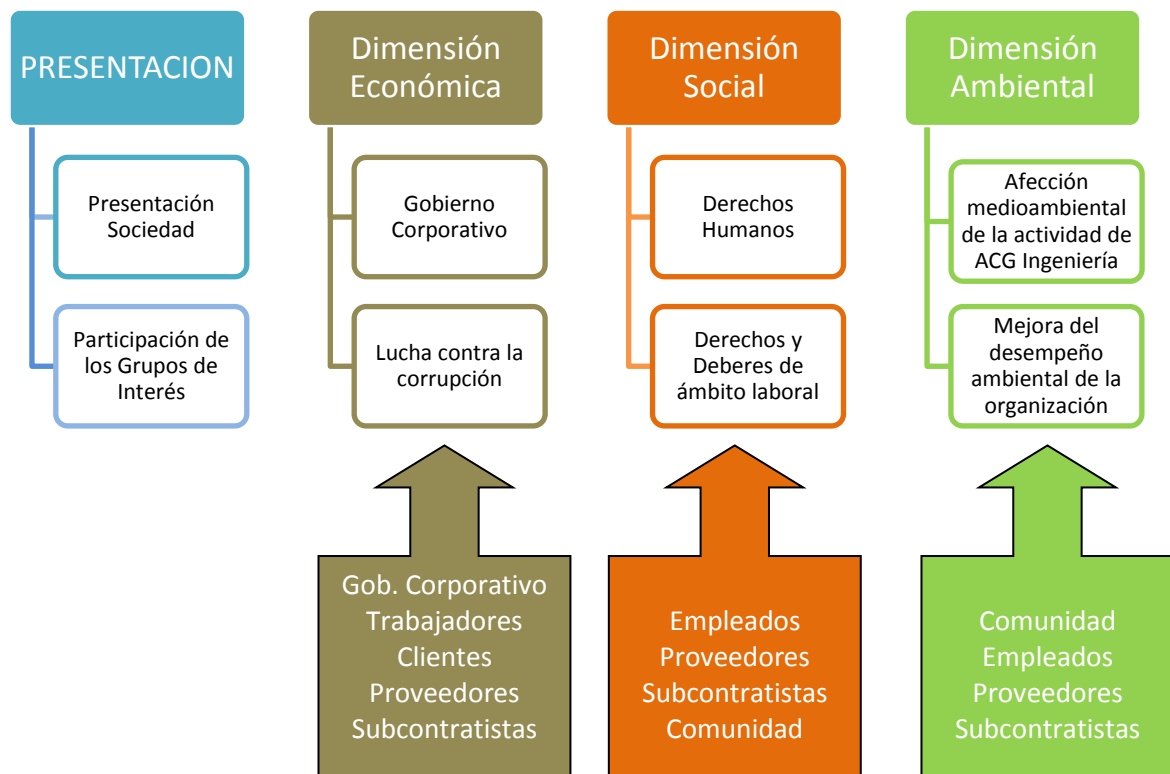 PRESENTACION
Presentación
Sociedad
Participación de
los Grupos de
Interés
Dimensión
Económica
Gobierno
Corporativo
Lucha contra la
corrupción
Gob. Corporativo
Trabajadores
Clientes
Proveedores
Subcontratistas
Dimensión
Social
Derechos
Humanos
Derechos y
Deberes de
ámbito laboral
Empleados
Proveedores
Subcontratistas
Comunidad
Dimensión
Ambiental
Afección
medioambiental
de la actividad de
ACG Ingeniería
Mejora del
desempeño
ambiental de la
organización
Comunidad
Empleados
Proveedores
Subcontratistas